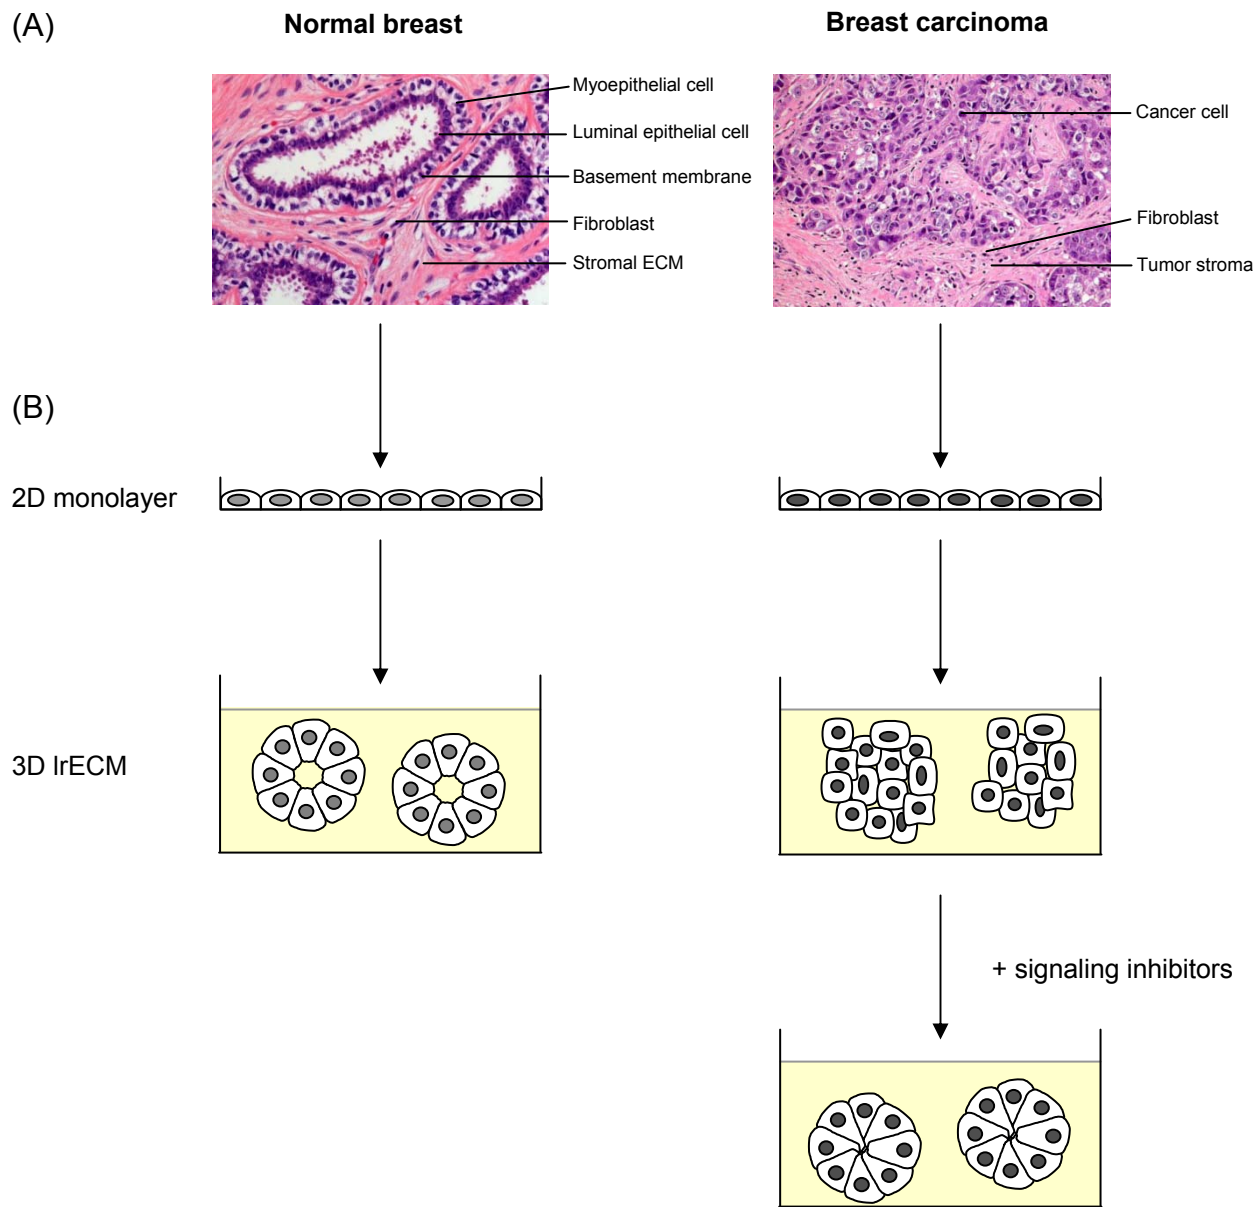 (A)
Normal breast
Breast carcinoma
Myoepithelial cell
Luminal epithelial cell
Basement membrane
Fibroblast
Stromal ECM
Cancer cell
Fibroblast
Tumor stroma
(B)
2D monolayer
3D lrECM
+ signaling inhibitors